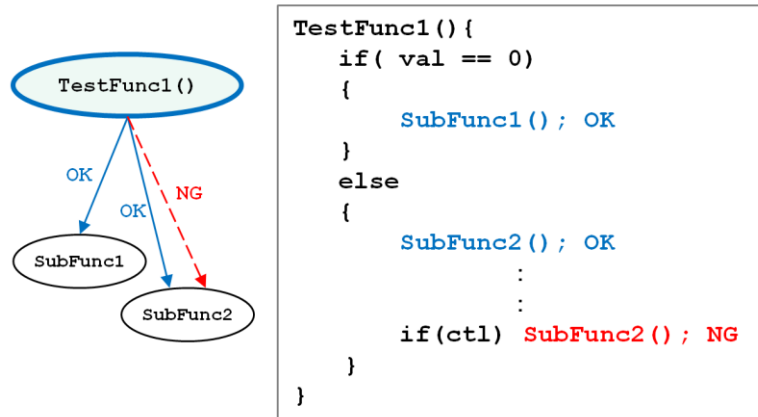 TestFunc1()
OK
OK
NG
SubFunc1
SubFunc2
TestFunc1(){
if( val == 0)
{
SubFunc1(); OK
}
else
{
SubFunc2(); OK
:
:
if(ctl) SubFunc2(); NG
}
}